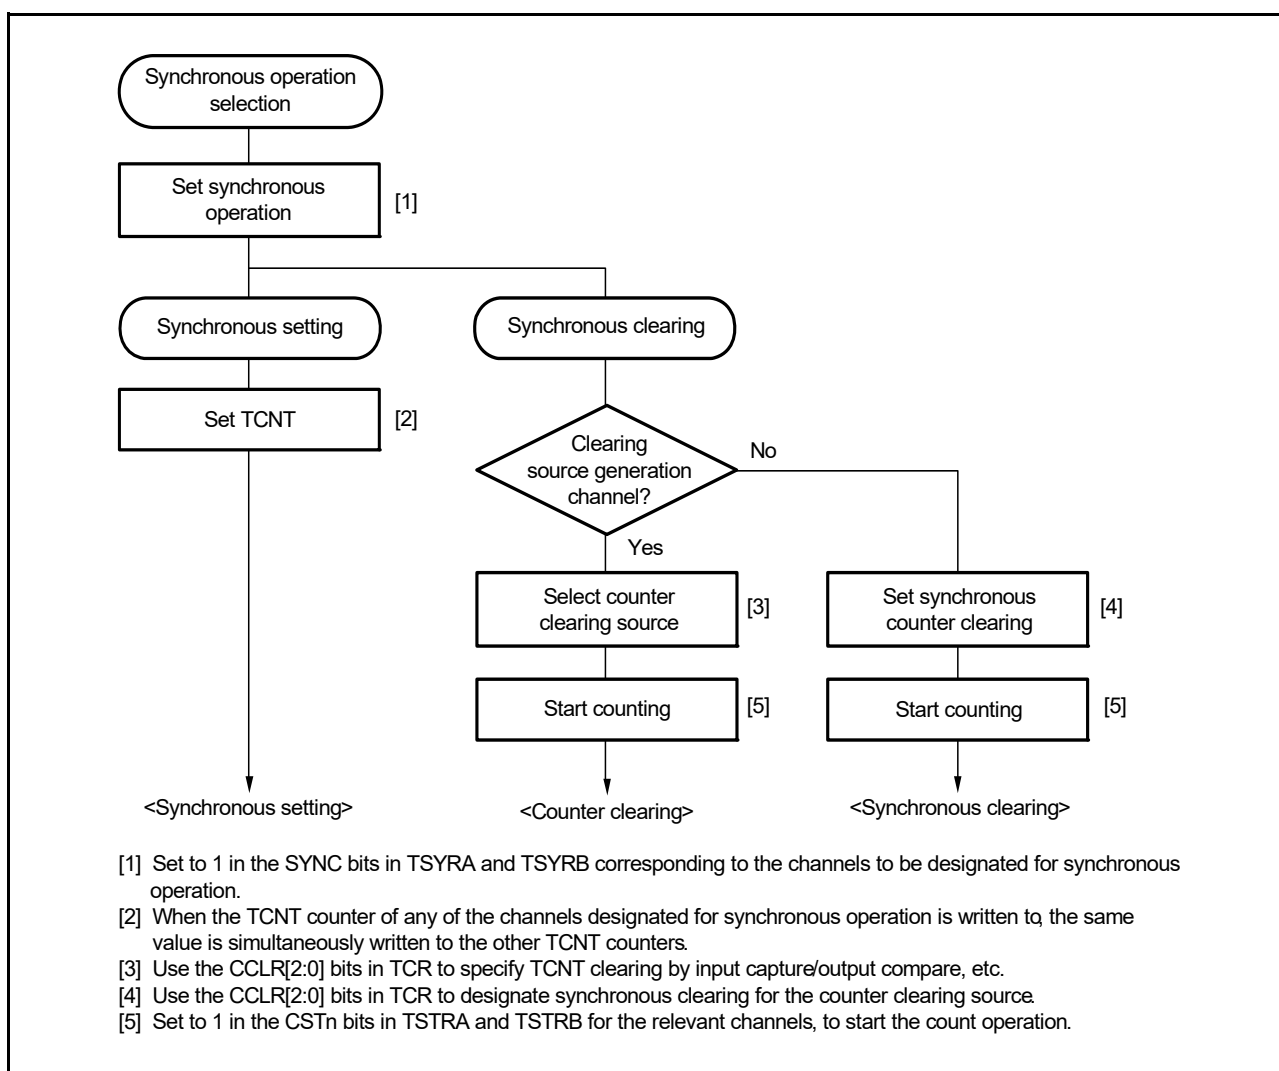 Synchronous operation
selection
Set synchronous
operation
[1]
Synchronous setting
Synchronous clearing
Set TCNT
[2]
Clearing
source generation
channel?
No
Yes
Select counter
clearing source
[3]
Set synchronous
counter clearing
[4]
Start counting
[5]
Start counting
[5]
<Synchronous setting>
<Counter clearing>
<Synchronous clearing>
[1] Set to 1 in the SYNC bits in TSYRA and TSYRB corresponding to the channels to be designated for synchronous
operation.
[2] When the TCNT counter of any of the channels designated for synchronous operation is written to, the same
value is simultaneously written to the other TCNT counters.
[3] Use the CCLR[2:0] bits in TCR to specify TCNT clearing by input capture/output compare, etc.
[4] Use the CCLR[2:0] bits in TCR to designate synchronous clearing for the counter clearing source.
[5] Set to 1 in the CSTn bits in TSTRA and TSTRB for the relevant channels, to start the count operation.